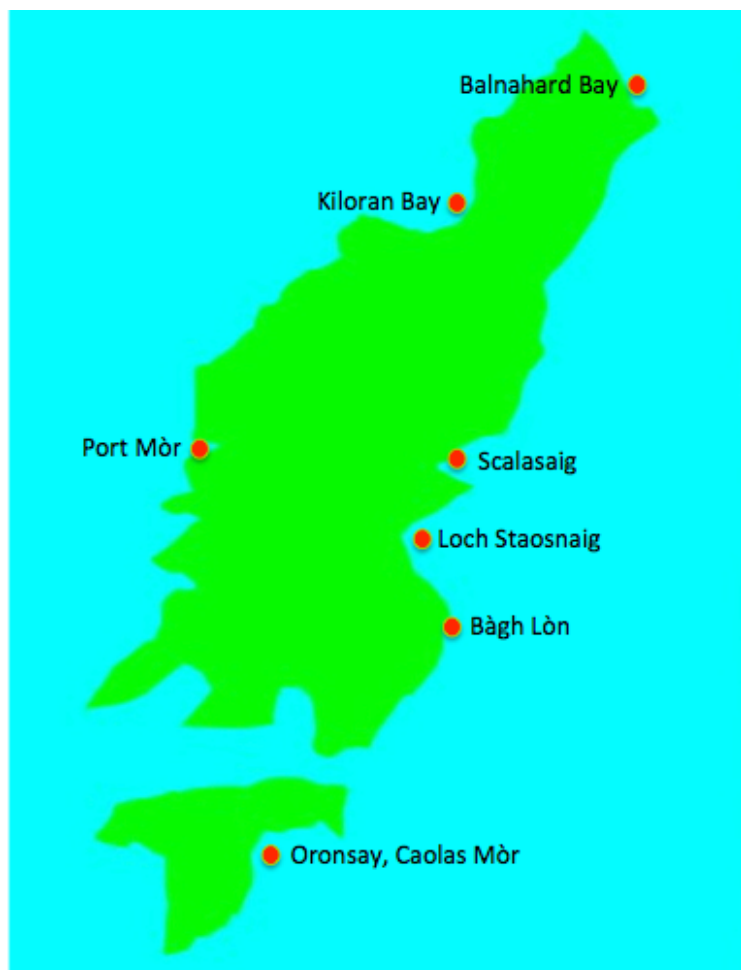 Balnahard Bay
Kiloran Bay
Port Mòr
Scalasaig
Loch Staosnaig
Bàgh Lòn
Oronsay, Caolas Mòr